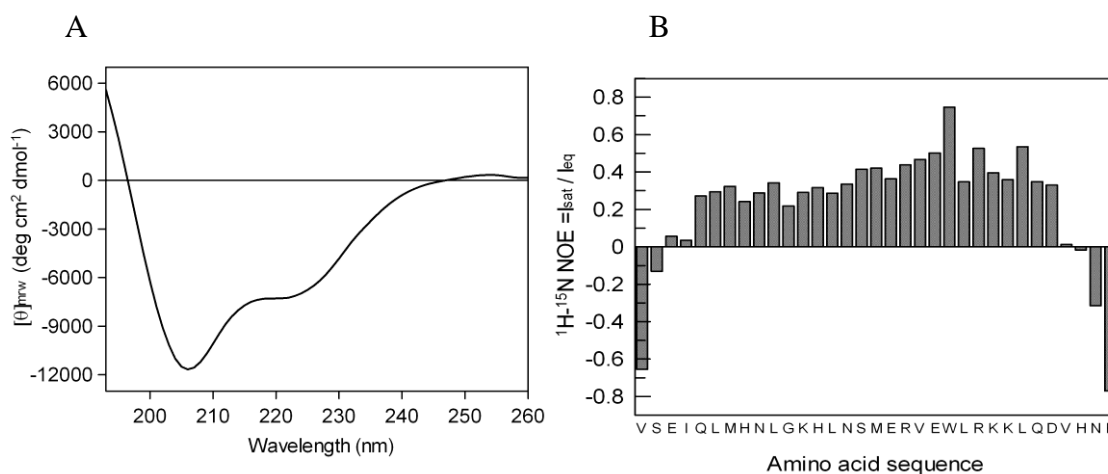 A
B
6000
3000
0
-3000
-6000
-9000
-12000
[θ]mrw (deg cm² dmol⁻¹)
200 210 220 230 240 250 260
Wavelength (nm)
0.8
0.6
0.4
0.2
0
-0.2
-0.4
-0.6
-0.8
¹H-¹⁵N NOE =Isat / Ieq
V S E I Q L M H N L G K H L N S M E R V E W L R K K L Q D V H N
Amino acid sequence